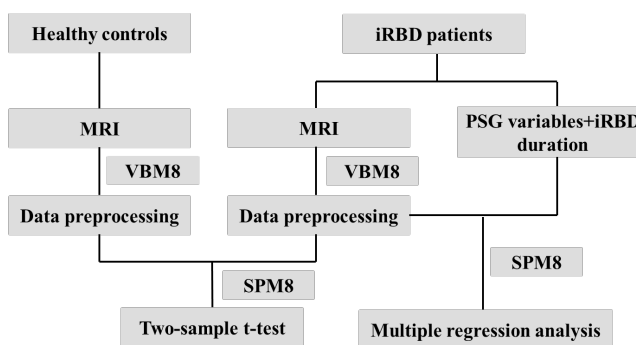 Healthy controls
iRBD patients
MRI
MRI
PSG variables+iRBD
duration
VBM8
VBM8
Data preprocessing
Data preprocessing
SPM8
SPM8
Two-sample t-test
Multiple regression analysis